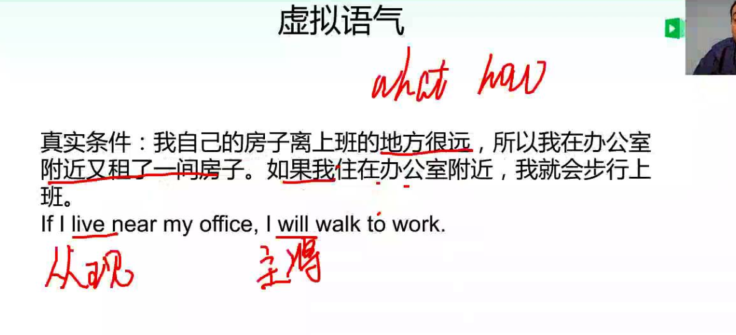 虚拟语气
what how
真实条件：我自己的房子离上班的地方很远，所以我在办公室
附近又租了一间房子。如果我住在办公室附近，我就会步行上
班。
If I live near my office, I will walk to work.
从现 主将